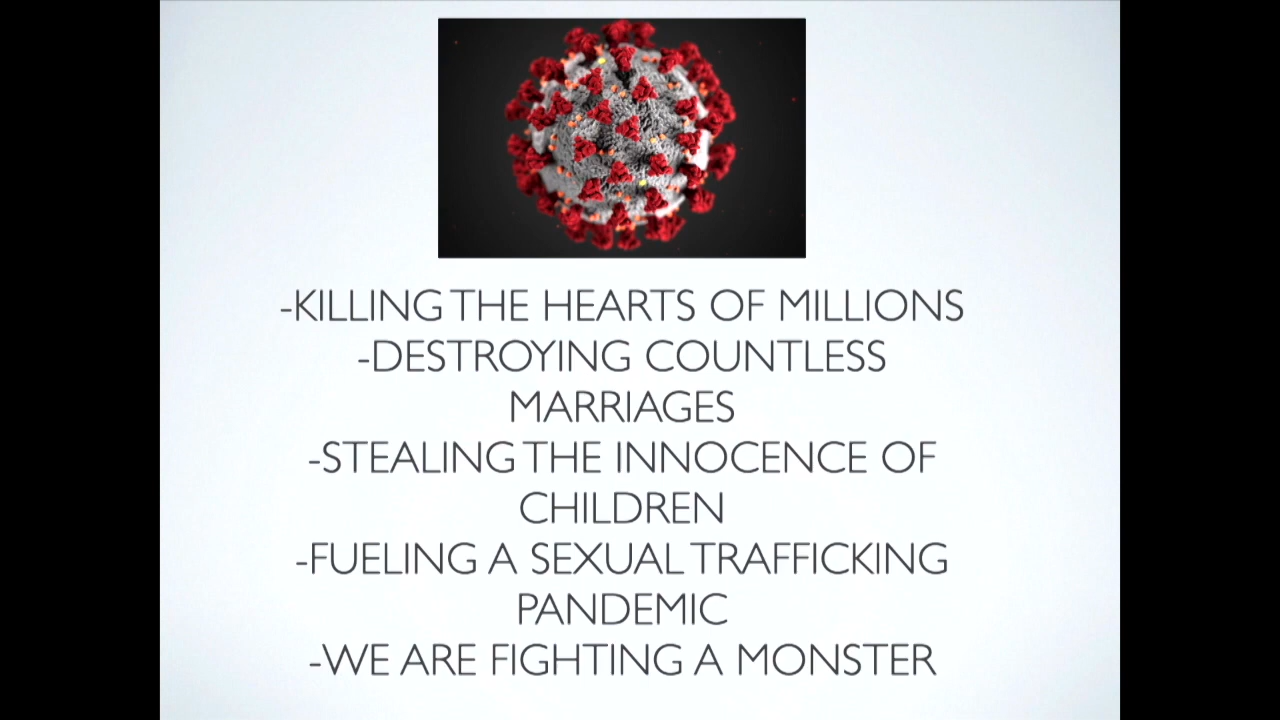 -KILLING THE HEARTS OF MILLIONS
-DESTROYING COUNTLESS
MARRIAGES
-STEALING THE INNOCENCE OF
CHILDREN
-FUELING A SEXUAL TRAFFICKING
PANDEMIC
-WE ARE FIGHTING A MONSTER